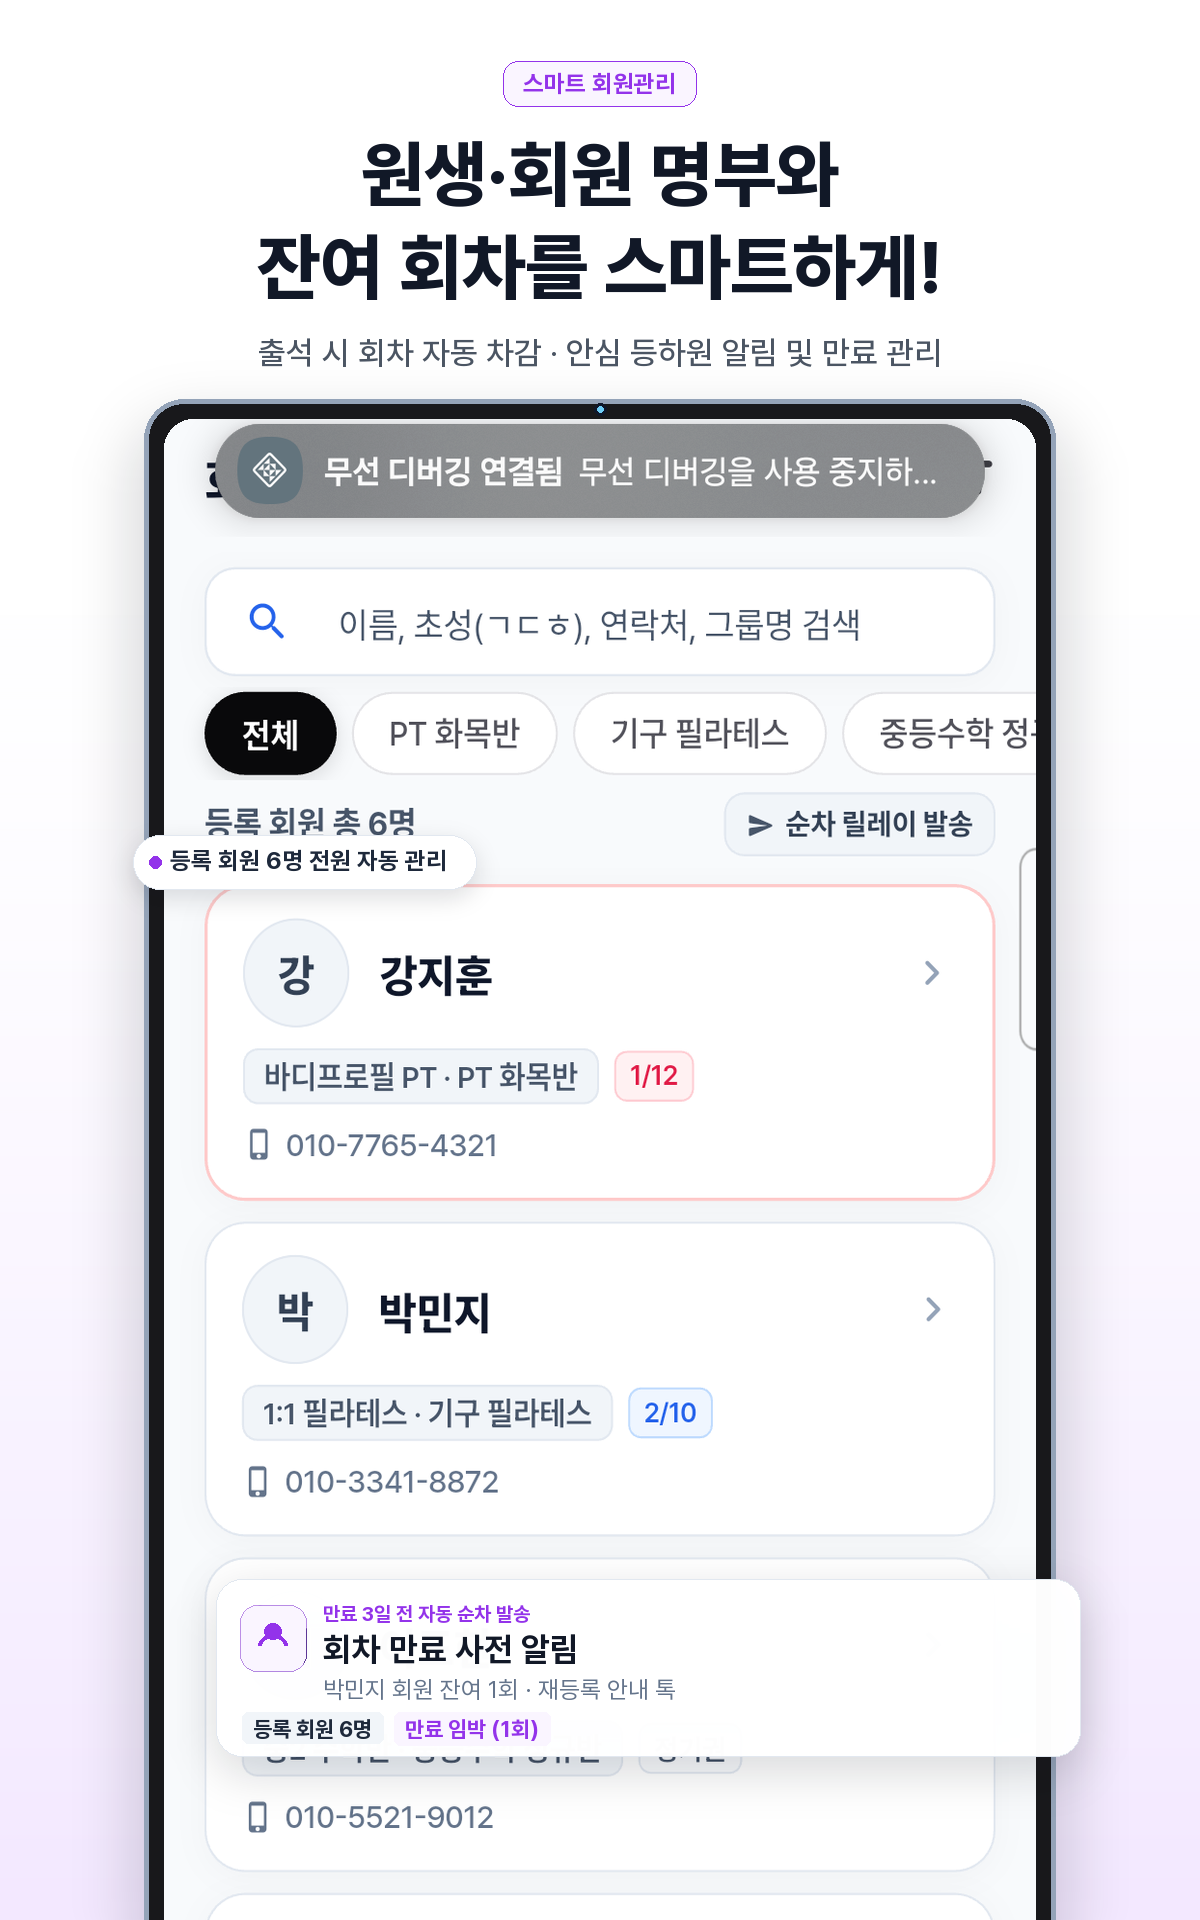 스마트 회원관리
원생·회원 명부와
잔여 회차를 스마트하게!
출석 시 회차 자동 차감 · 안심 등하원 알림 및 만료 관리
무선 디버깅 연결됨 무선 디버깅을 사용 중지하...
이름, 초성(ㄱㄷㅎ), 연락처, 그룹명 검색
전체 PT 화목반 기구 필라테스 중등수학 정
등록 회원 총 6명 순차 릴레이 발송
등록 회원 6명 전원 자동 관리
강 강지훈
바디프로필 PT · PT 화목반 1/12
010-7765-4321
박 박민지
1:1 필라테스 · 기구 필라테스 2/10
010-3341-8872
만료 3일 전 자동 순차 발송
회차 만료 사전 알림
박민지 회원 잔여 1회 · 재등록 안내 톡
등록 회원 6명 만료 임박 (1회)
010-5521-9012